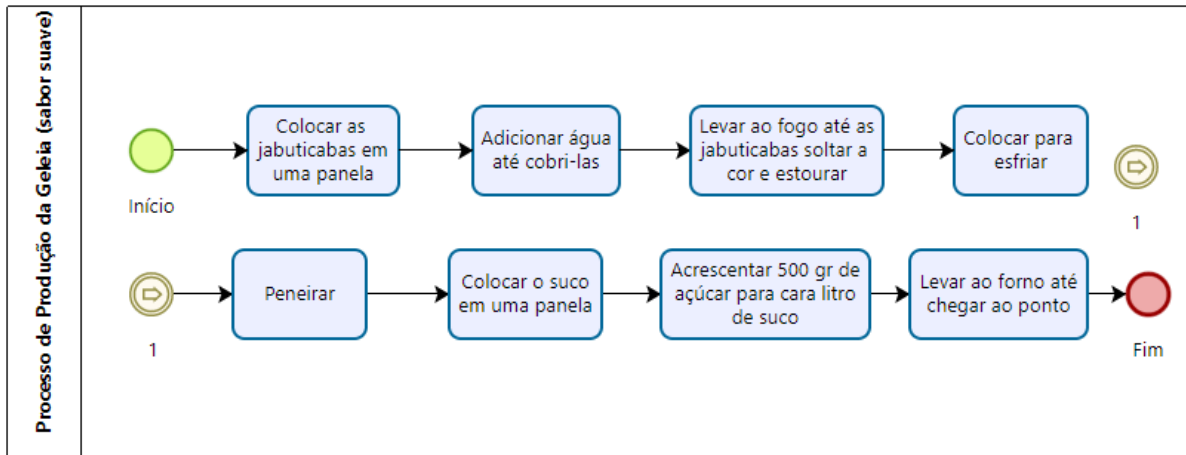 Processo de Produção da Geleia (sabor suave)
Colocar as
jabuticabas em
uma panela
Adicionar água
até cobri-las
Levar ao fogo até as
jabuticabas soltar a
cor e estourar
Colocar para
esfriar
Início
1
Peneirar
Colocar o suco
em uma panela
Acrescentar 500 gr de
açúcar para cara litro
de suco
Levar ao forno até
chegar ao ponto
1
Fim